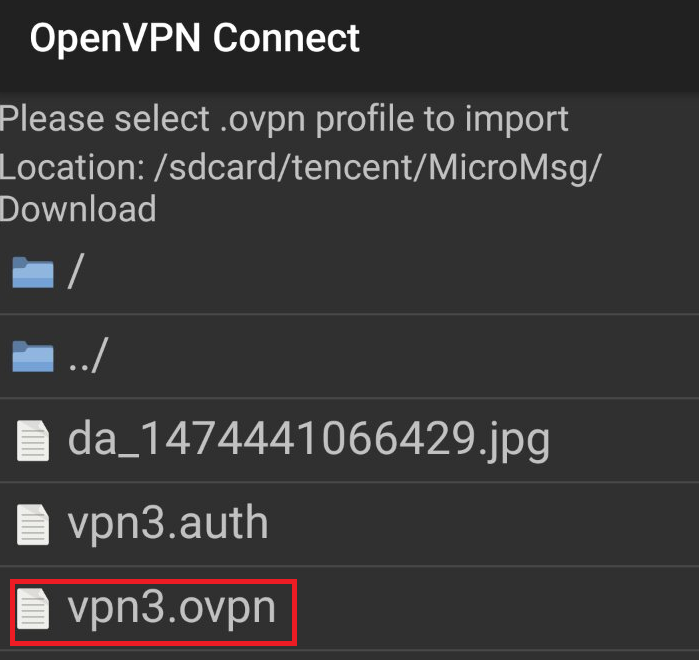 OpenVPN Connect
Please select .ovpn profile to import
Location: /sdcard/tencent/MicroMsg/
Download
/
../
da_1474441066429.jpg
vpn3.auth
vpn3.ovpn